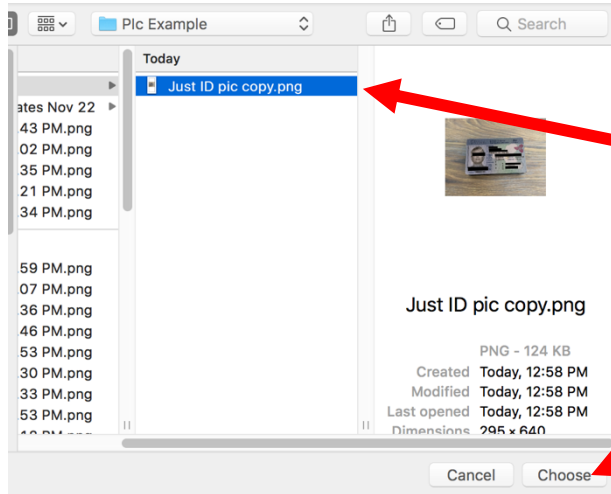 Plc Example
Search
Today
Just ID pic copy.png
ates Nov 22
.43 PM.png
.02 PM.png
.35 PM.png
.21 PM.png
.34 PM.png
.59 PM.png
.07 PM.png
.36 PM.png
.46 PM.png
.53 PM.png
.30 PM.png
.33 PM.png
.53 PM.png
Just ID pic copy.png
PNG - 124 KB
Created Today, 12:58 PM
Modified Today, 12:58 PM
Last opened Today, 12:58 PM
Dimensions 295 × 640
Cancel
Choose